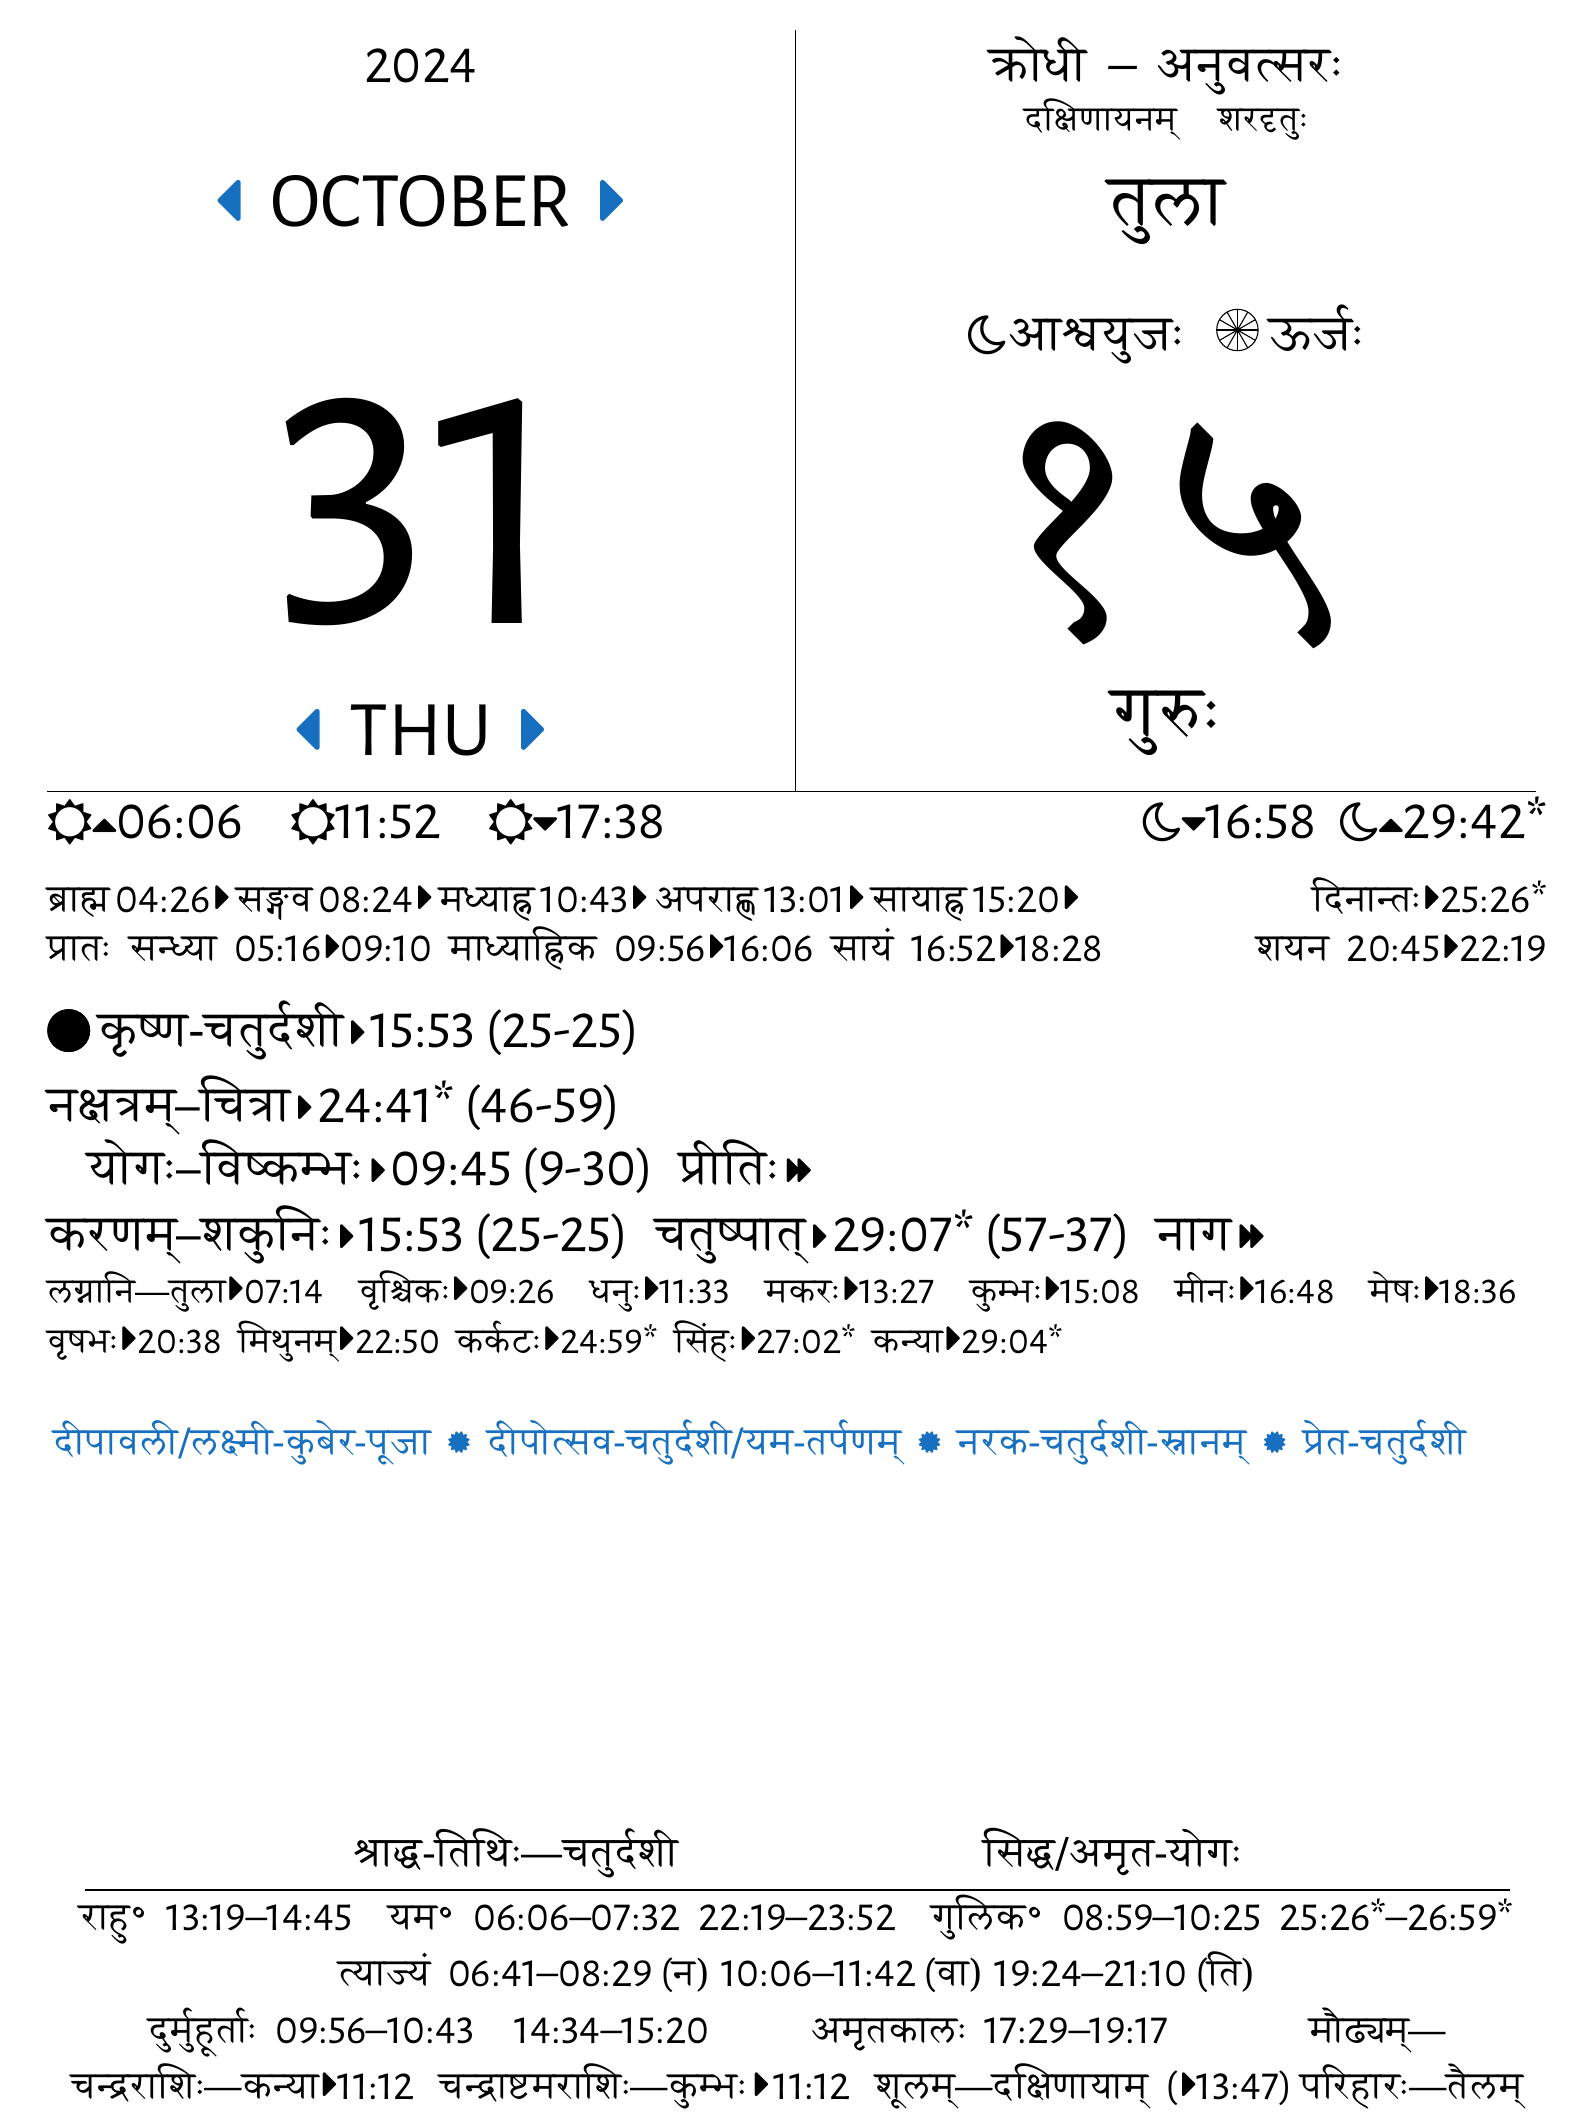 2024
OCTOBER
31
THU
क्रोधी – अनुवत्सरः
दक्षिणायनम् शरदृतुः
तुला
आश्वयुजः ऊर्जः
१५
गुरुः
06:06 11:52 17:38 16:58 29:42*
ब्राह्म 04:26 सङ्गव 08:24 मध्याह्न 10:43 अपराह्ण 13:01 सायाह्न 15:20 दिनान्तः 25:26*
प्रातः सन्ध्या 05:16 09:10 माध्याह्निक 09:56 16:06 सायं 16:52 18:28 शयन 20:45 22:19
कृष्ण-चतुर्दशी 15:53 (25-25)
नक्षत्रम्–चित्रा 24:41* (46-59)
योगः–विष्कम्भः 09:45 (9-30) प्रीतिः
करणम्–शकुनिः 15:53 (25-25) चतुष्पात् 29:07* (57-37) नाग
लग्नानि—तुला 07:14 वृश्चिकः 09:26 धनुः 11:33 मकरः 13:27 कुम्भः 15:08 मीनः 16:48 मेषः 18:36
वृषभः 20:38 मिथुनम् 22:50 कर्कटः 24:59* सिंहः 27:02* कन्या 29:04*
दीपावली/लक्ष्मी-कुबेर-पूजा ✹ दीपोत्सव-चतुर्दशी/यम-तर्पणम् ✹ नरक-चतुर्दशी-स्नानम् ✹ प्रेत-चतुर्दशी
श्राद्ध-तिथिः—चतुर्दशी सिद्ध/अमृत-योगः
राहु॰ 13:19–14:45 यम॰ 06:06–07:32 22:19–23:52 गुलिक॰ 08:59–10:25 25:26*–26:59*
त्याज्यं 06:41–08:29 (न) 10:06–11:42 (वा) 19:24–21:10 (ति)
दुर्मुहूर्ताः 09:56–10:43 14:34–15:20 अमृतकालः 17:29–19:17 मौढ्यम्—
चन्द्रराशिः—कन्या 11:12 चन्द्राष्टमराशिः—कुम्भः 11:12 शूलम्—दक्षिणायाम् (13:47) परिहारः—तैलम्